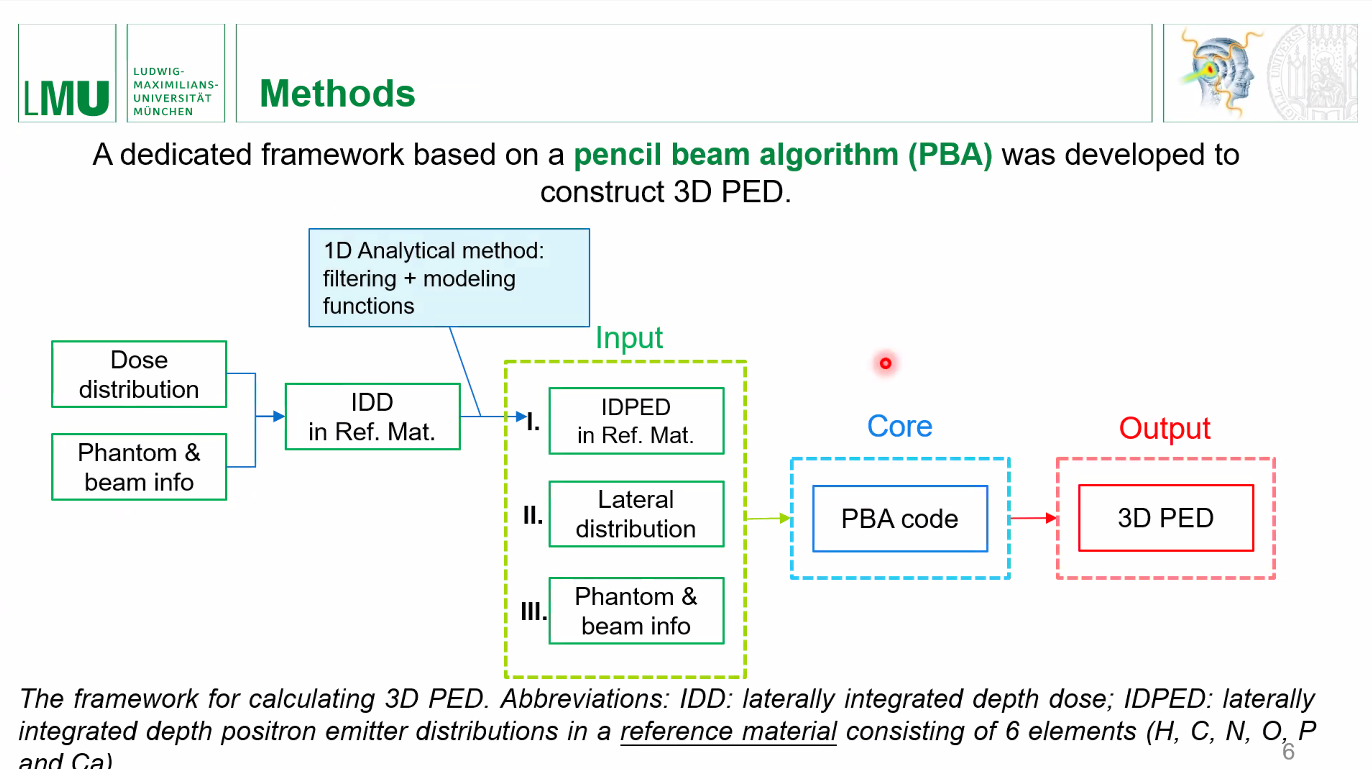 LMU
LUDWIG-
MAXIMILIANS-
UNIVERSITÄT
MÜNCHEN
Methods
A dedicated framework based on a pencil beam algorithm (PBA) was developed to
construct 3D PED.
1D Analytical method:
filtering + modeling
functions
Input
Dose
distribution
Phantom &
beam info
IDD
in Ref. Mat.
I.
IDPED
in Ref. Mat.
II.
Lateral
distribution
III.
Phantom &
beam info
Core
PBA code
Output
3D PED
The framework for calculating 3D PED. Abbreviations: IDD: laterally integrated depth dose; IDPED: laterally
integrated depth positron emitter distributions in a reference material consisting of 6 elements (H, C, N, O, P
and Ca)
6